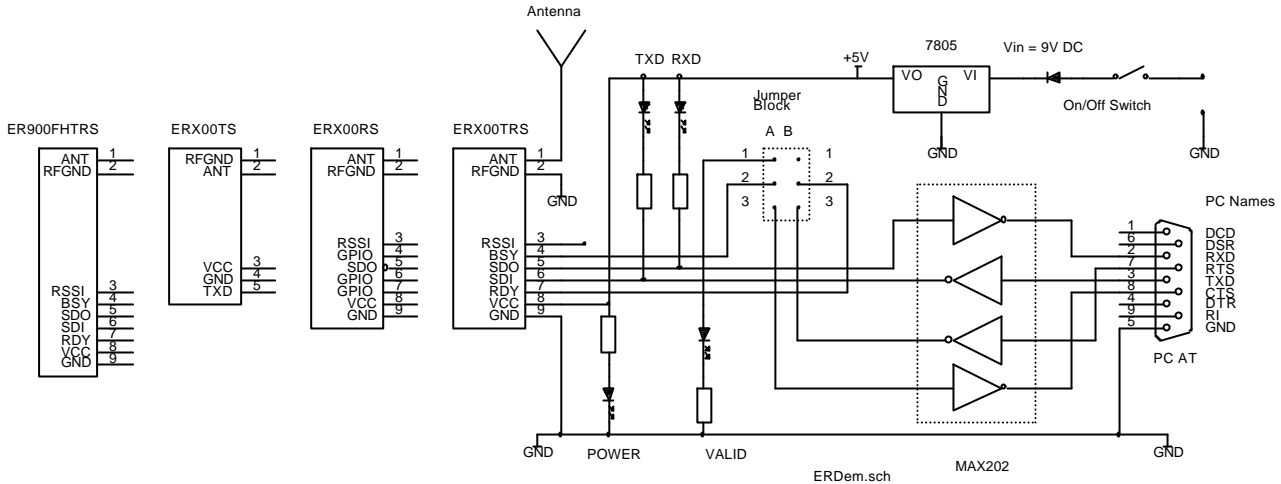 Antenna
7805
Vin = 9V DC
TXD RXD
+5V
VO
GND
VI
Jumper
Block
On/Off Switch
GND
GND
A B
1
2
3
1
2
3
ER900FHTRS
ANT 1
RFGND 2
RSSI 3
BSY 4
SDO 5
SDI 6
RDY 7
VCC 8
GND 9
ERX00TS
RFGND 1
ANT 2
VCC 3
GND 4
TXD 5
ERX00RS
ANT 1
RFGND 2
RSSI 3
GPIO 4
SDO 5
GPIO 6
GPIO 7
VCC 8
GND 9
ERX00TRS
ANT 1
RFGND 2
GND
RSSI 3
BSY 4
SDO 5
SDI 6
RDY 7
VCC 8
GND 9
PC Names
1 DCD
6 DSR
2 RXD
7 RTS
3 TXD
8 CTS
4 DTR
9 RI
5 GND
PC AT
GND
POWER
VALID
ERDem.sch
MAX202
GND